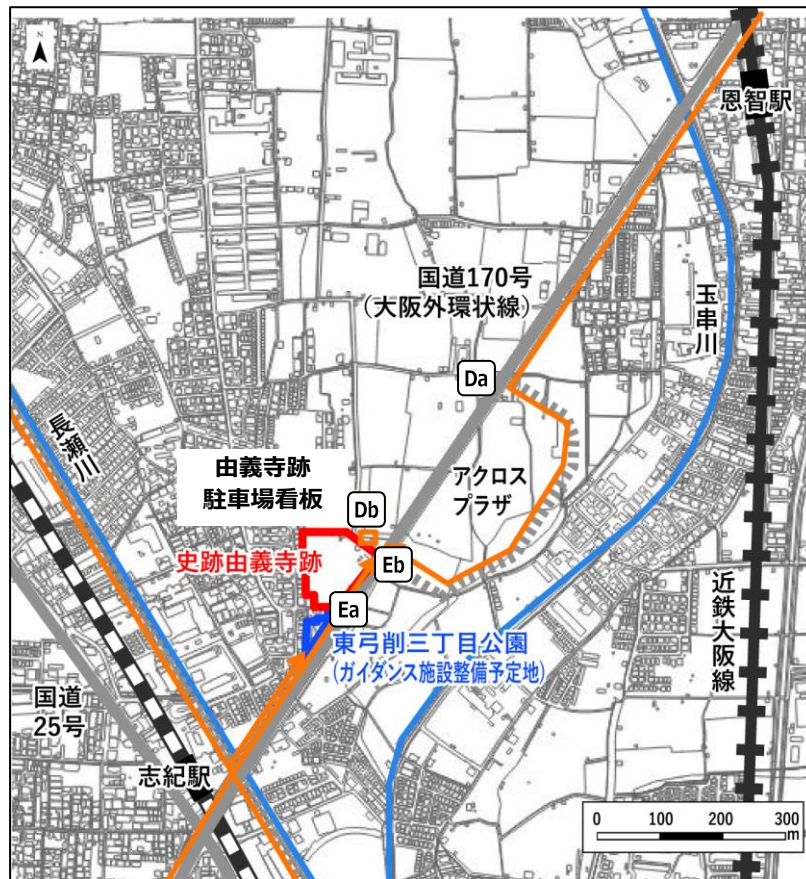 N
恩智駅
国道170号
(大阪外環状線)
玉串川
Da
長瀬川
由義寺跡
駐車場看板
アクロス
プラザ
Db
史跡由義寺跡
Eb
Ea
東弓削三丁目公園
(ガイダンス施設整備予定地)
近鉄大阪線
国道
25号
志紀駅
0 100 200 300
m